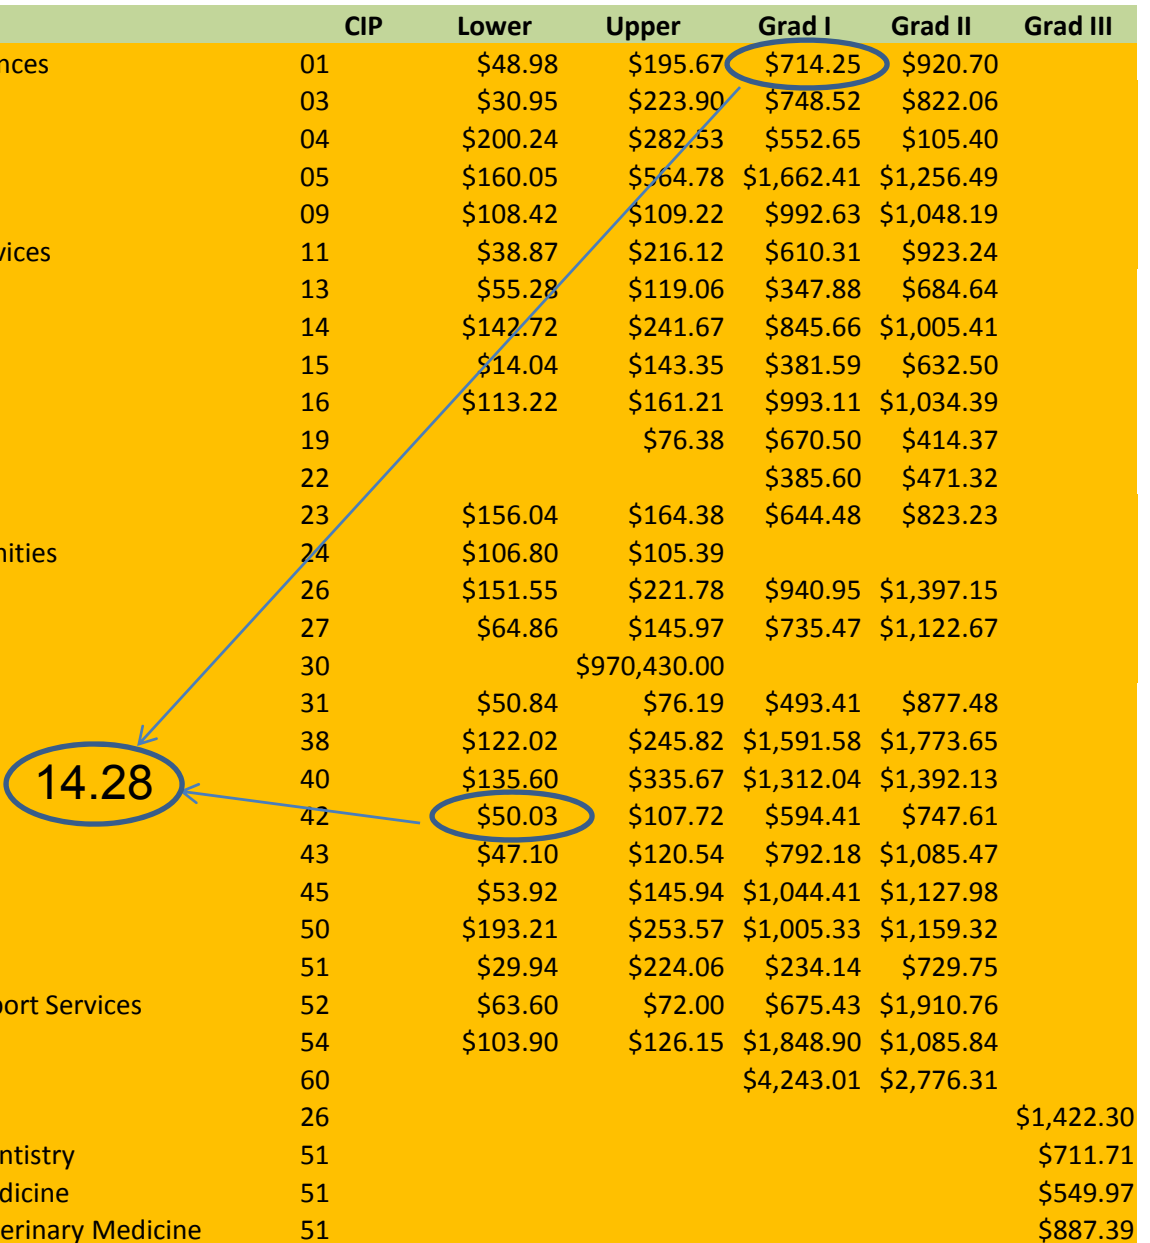 CIP Lower Upper Grad I Grad II Grad III
nces 01 $48.98 $195.67 $714.25 $920.70
03 $30.95 $223.90 $748.52 $822.06
04 $200.24 $282.53 $552.65 $105.40
05 $160.05 $564.78 $1,662.41 $1,256.49
09 $108.42 $109.22 $992.63 $1,048.19
vices 11 $38.87 $216.12 $610.31 $923.24
13 $55.28 $119.06 $347.88 $684.64
14 $142.72 $241.67 $845.66 $1,005.41
15 $14.04 $143.35 $381.59 $632.50
16 $113.22 $161.21 $993.11 $1,034.39
19 $76.38 $670.50 $414.37
22 $385.60 $471.32
23 $156.04 $164.38 $644.48 $823.23
nities 24 $106.80 $105.39
26 $151.55 $221.78 $940.95 $1,397.15
27 $64.86 $145.97 $735.47 $1,122.67
30 $970,430.00
31 $50.84 $76.19 $493.41 $877.48
38 $122.02 $245.82 $1,591.58 $1,773.65
14.28 40 $135.60 $335.67 $1,312.04 $1,392.13
42 $50.03 $107.72 $594.41 $747.61
43 $47.10 $120.54 $792.18 $1,085.47
45 $53.92 $145.94 $1,044.41 $1,127.98
50 $193.21 $253.57 $1,005.33 $1,159.32
51 $29.94 $224.06 $234.14 $729.75
port Services 52 $63.60 $72.00 $675.43 $1,910.76
54 $103.90 $126.15 $1,848.90 $1,085.84
60 $4,243.01 $2,776.31
26 $1,422.30
ntistry 51 $711.71
dicine 51 $549.97
erinary Medicine 51 $887.39